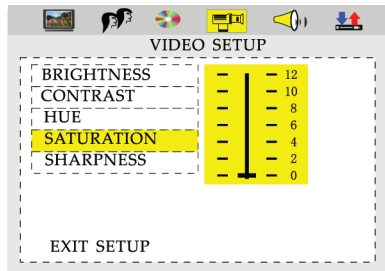 VIDEO SETUP
BRIGHTNESS
CONTRAST
HUE
SATURATION
SHARPNESS
12
10
8
6
4
2
0
EXIT SETUP